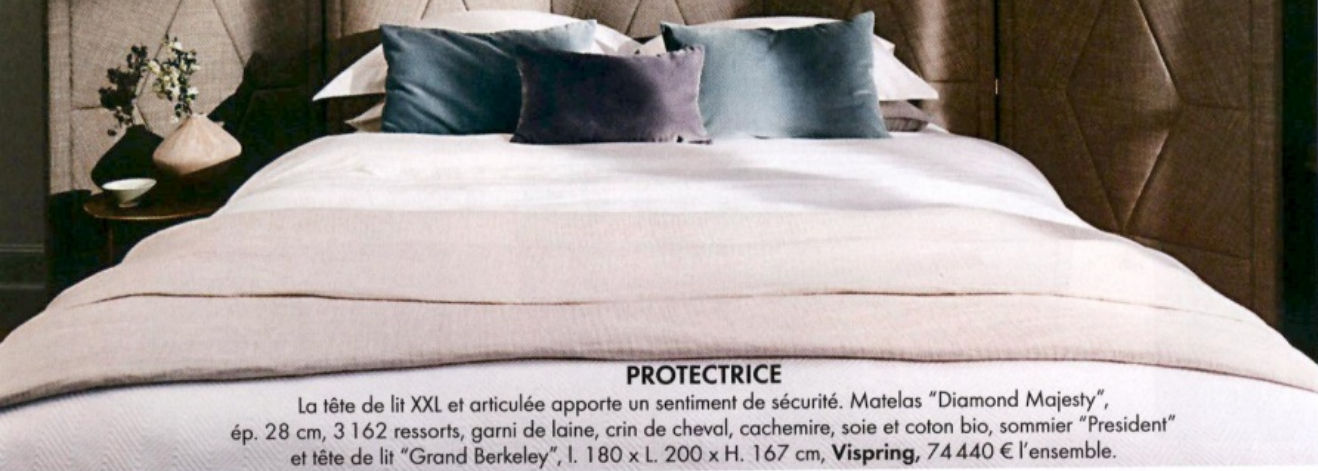 PROTECTRICE
La tête de lit XXL et articulée apporte un sentiment de sécurité. Matelas “Diamond Majesty”,
ép. 28 cm, 3 162 ressorts, garni de laine, crin de cheval, cachemire, soie et coton bio, sommier “President”
et tête de lit “Grand Berkeley”, l. 180 x L. 200 x H. 167 cm, Vispring, 74 440 € l’ensemble.